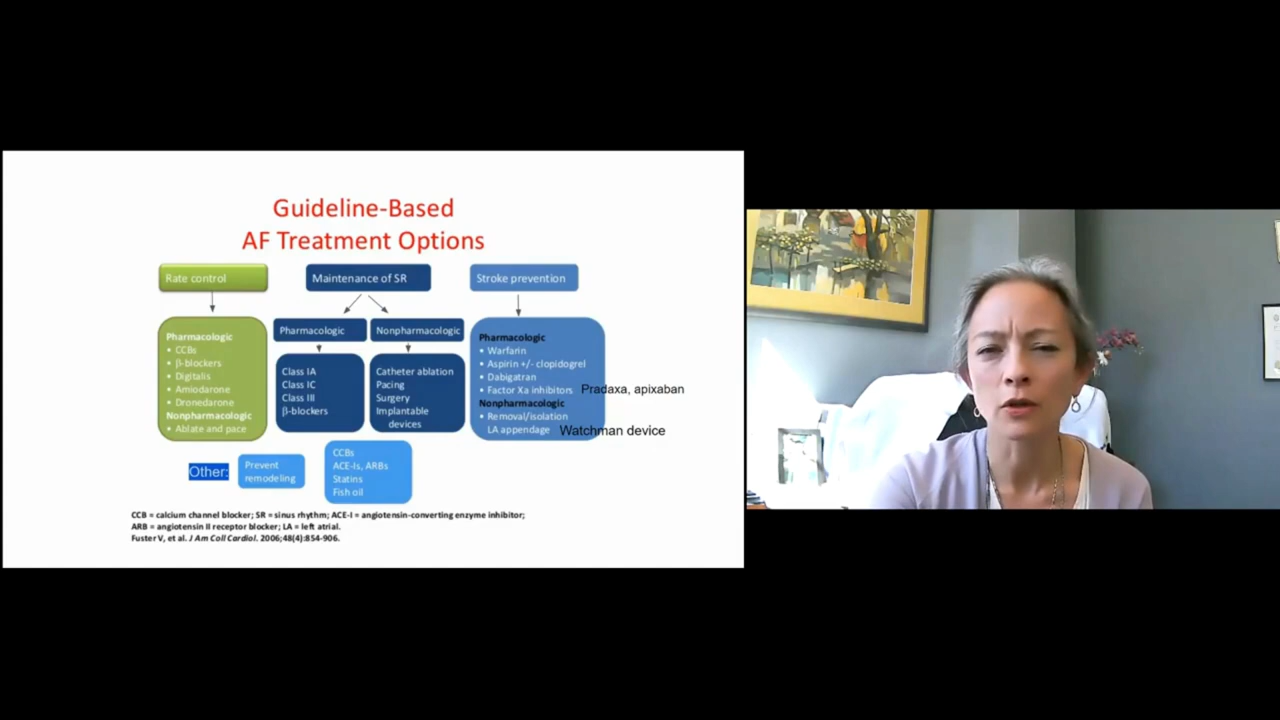 Guideline-Based
AF Treatment Options
Rate control
Maintenance of SR
Stroke prevention
Pharmacologic
• CCBs
• β-blockers
• Digitalis
• Amiodarone
• Dronedarone
Nonpharmacologic
• Ablate and pace
Pharmacologic
Class IA
Class IC
Class III
β-blockers
Nonpharmacologic
Catheter ablation
Pacing
Surgery
Implantable
devices
Pharmacologic
• Warfarin
• Aspirin +/- clopidogrel
• Dabigatran
• Factor Xa inhibitors Pradaxa, apixaban
Nonpharmacologic
• Removal/isolation
LA appendage Watchman device
Other:
Prevent
remodeling
CCBs
ACE-Is, ARBs
Statins
Fish oil
CCB = calcium channel blocker; SR = sinus rhythm; ACE-I = angiotensin-converting enzyme inhibitor;
ARB = angiotensin II receptor blocker; LA = left atrial.
Fuster V, et al. J Am Coll Cardiol. 2006;48(4):854-906.